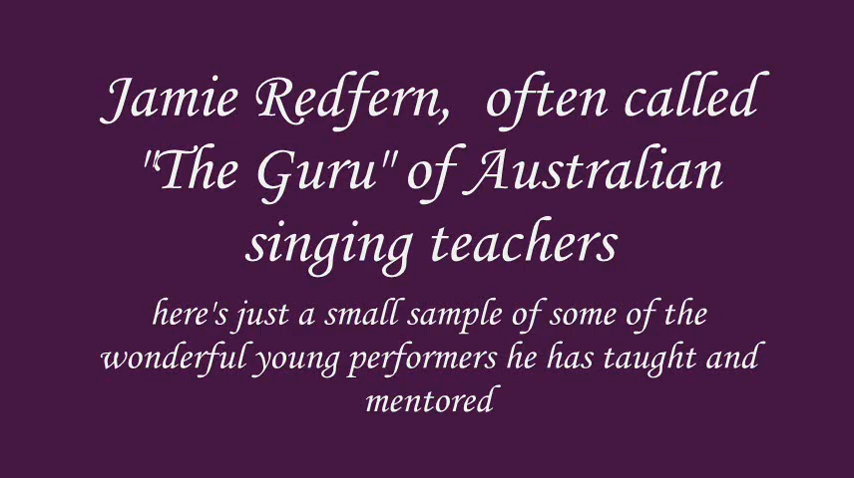 Jamie Redfern,  often called
"The Guru" of Australian
singing teachers
here's just a small sample of some of the
wonderful young performers he has taught and
mentored